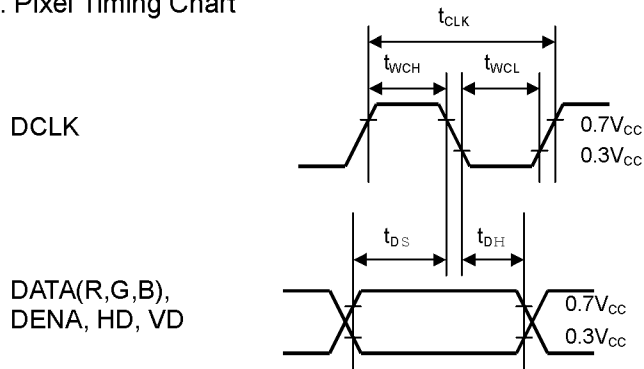 . Pixel Timing Chart
tCLK
tWCH
tWCL
DCLK
0.7VCC
0.3VCC
tDS
tDH
DATA(R,G,B),
DENA, HD, VD
0.7VCC
0.3VCC